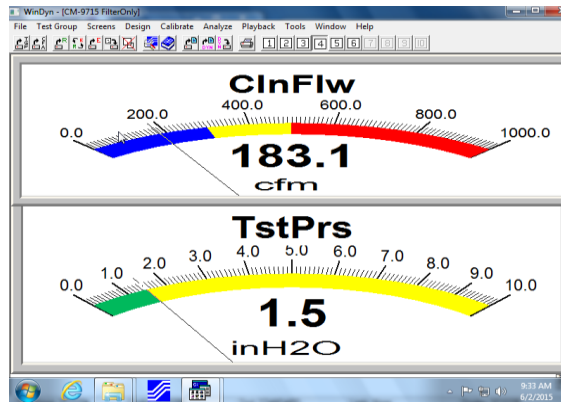 WinDyn - [CM-9715 FilterOnly]
File Test Group Screens Design Calibrate Analyze Playback Tools Window Help
1 2 3 4 5 6 7 8 9 10
ClnFlw
0.0 200.0 400.0 600.0 800.0 1000.0
183.1
cfm
TstPrs
0.0 1.0 2.0 3.0 4.0 5.0 6.0 7.0 8.0 9.0 10.0
1.5
inH2O
9:33 AM
6/2/2015